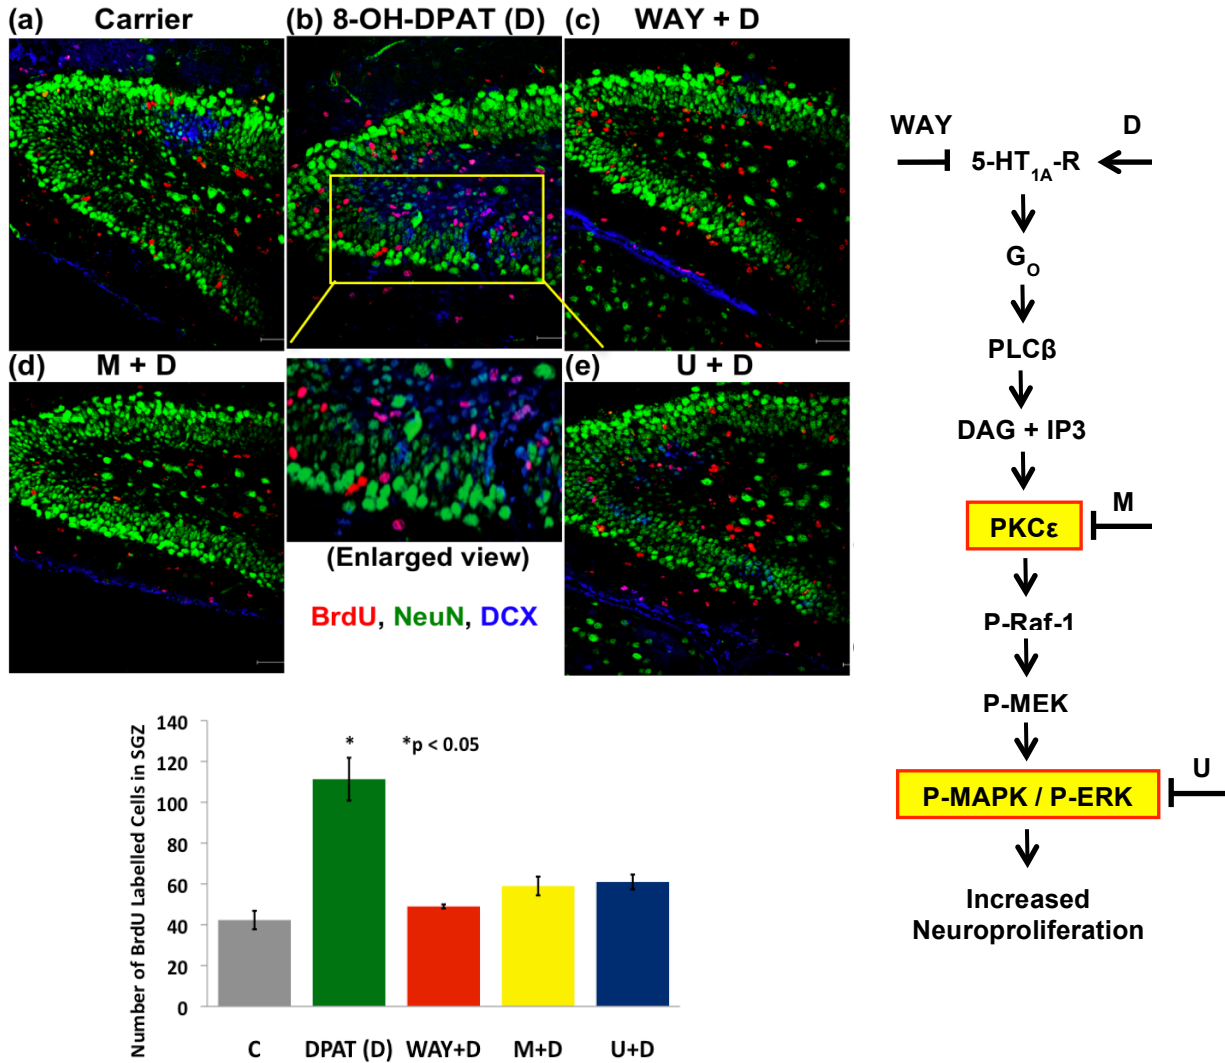 (a) Carrier
(b) 8-OH-DPAT (D)
(c) WAY + D
(d) M + D
(Enlarged view)
BrdU, NeuN, DCX
(e) U + D
WAY
D
5-HT1A-R
GO
PLCβ
DAG + IP3
PKCε
M
P-Raf-1
P-MEK
P-MAPK / P-ERK
U
Increased
Neuroproliferation
Number of BrdU Labelled Cells in SGZ
140
120
100
80
60
40
20
0
*
*p < 0.05
C
DPAT (D)
WAY+D
M+D
U+D